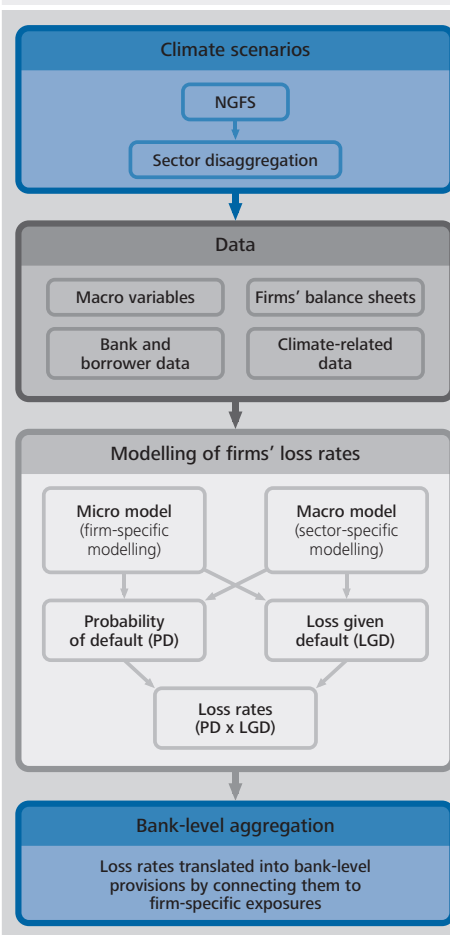 Climate scenarios
NGFS
Sector disaggregation
Data
Macro variables
Firms’ balance sheets
Bank and
borrower data
Climate-related
data
Modelling of firms’ loss rates
Micro model
(firm-specific
modelling)
Macro model
(sector-specific
modelling)
Probability
of default (PD)
Loss given
default (LGD)
Loss rates
(PD x LGD)
Bank-level aggregation
Loss rates translated into bank-level
provisions by connecting them to
firm-specific exposures